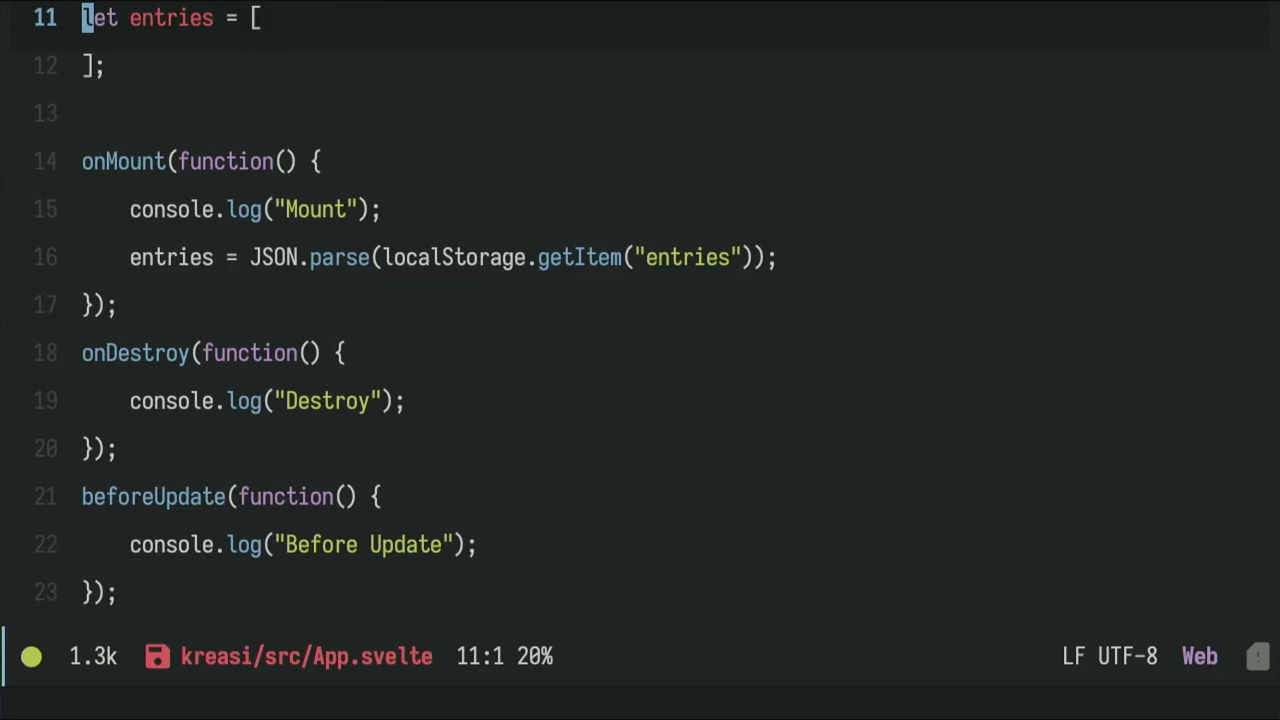 11 let entries = [
12 ];
13
14 onMount(function() {
15     console.log("Mount");
16     entries = JSON.parse(localStorage.getItem("entries"));
17 });
18 onDestroy(function() {
19     console.log("Destroy");
20 });
21 beforeUpdate(function() {
22     console.log("Before Update");
23 });
1.3k kreasi/src/App.svelte 11:1 20% LF UTF-8 Web